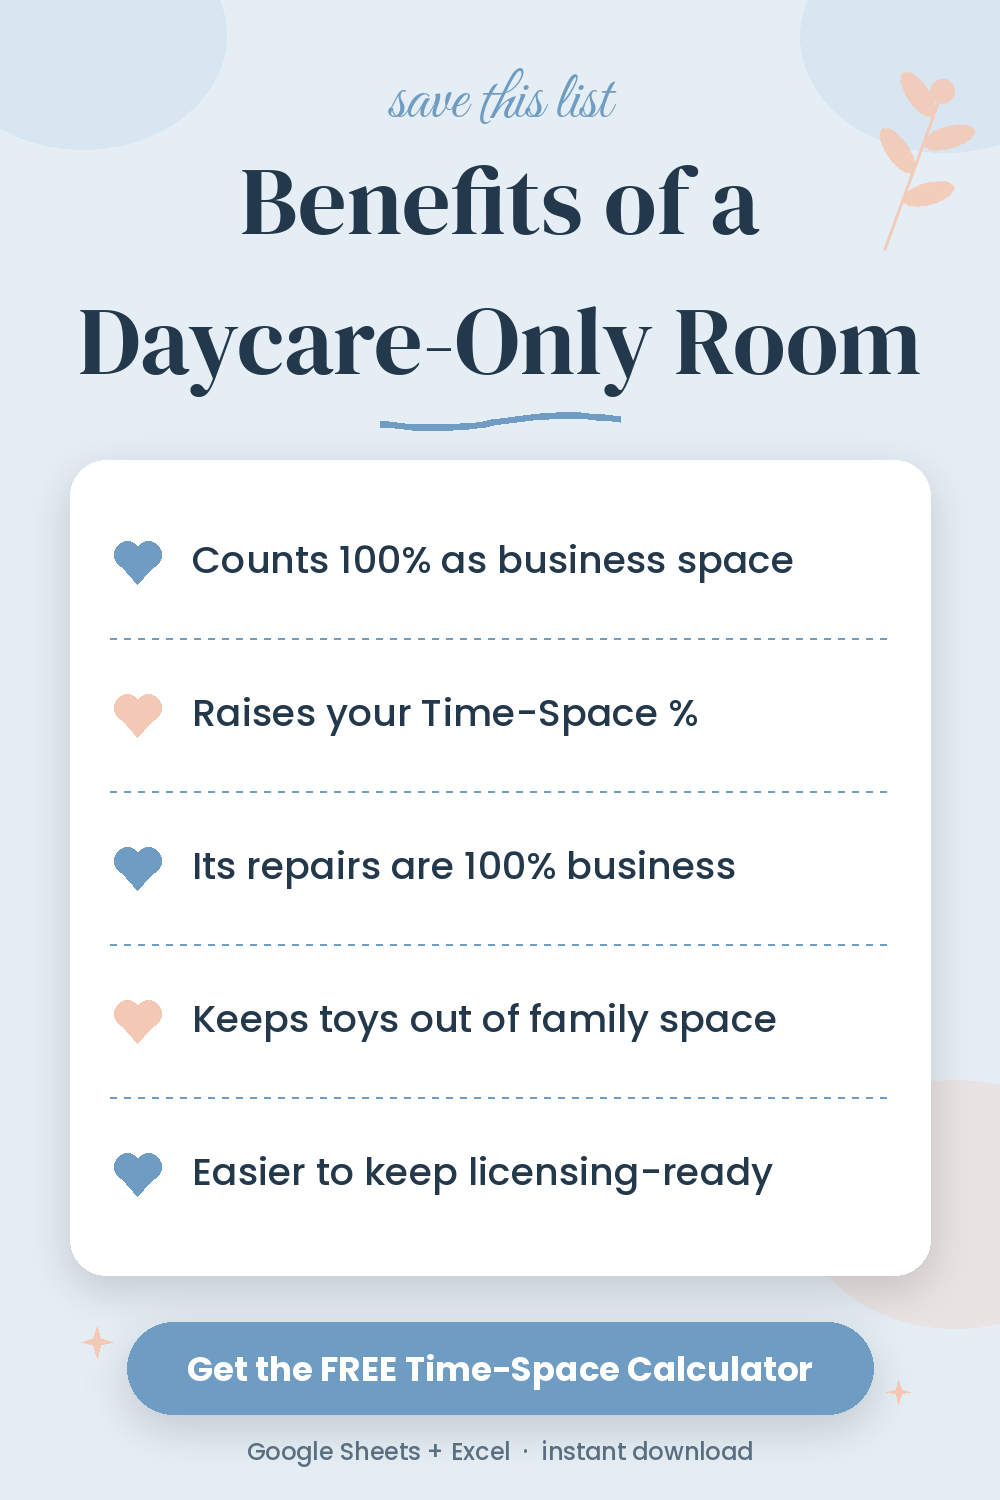 save this list
Benefits of a
Daycare-Only Room
Counts 100% as business space
Raises your Time-Space %
Its repairs are 100% business
Keeps toys out of family space
Easier to keep licensing-ready
Get the FREE Time-Space Calculator
Google Sheets + Excel · instant download